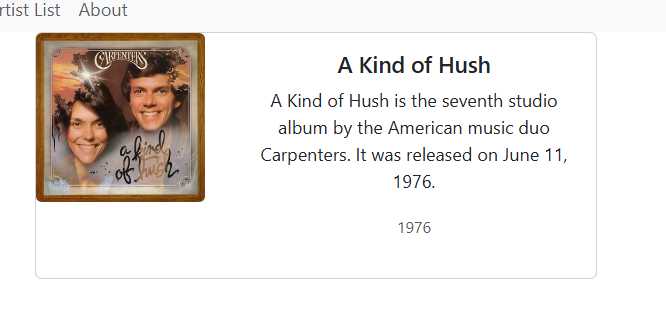 rtist List About
CARPENTERS
a kind
of hush
A Kind of Hush
A Kind of Hush is the seventh studio
album by the American music duo
Carpenters. It was released on June 11,
1976.
1976